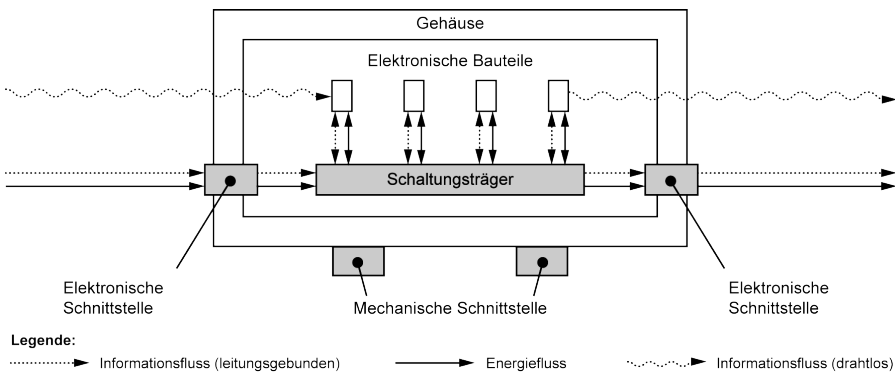 Gehäuse
Elektronische Bauteile
Schaltungsträger
Elektronische
Schnittstelle
Mechanische Schnittstelle
Elektronische
Schnittstelle
Legende:
Informationsfluss (leitungsgebunden)
Energiefluss
Informationsfluss (drahtlos)